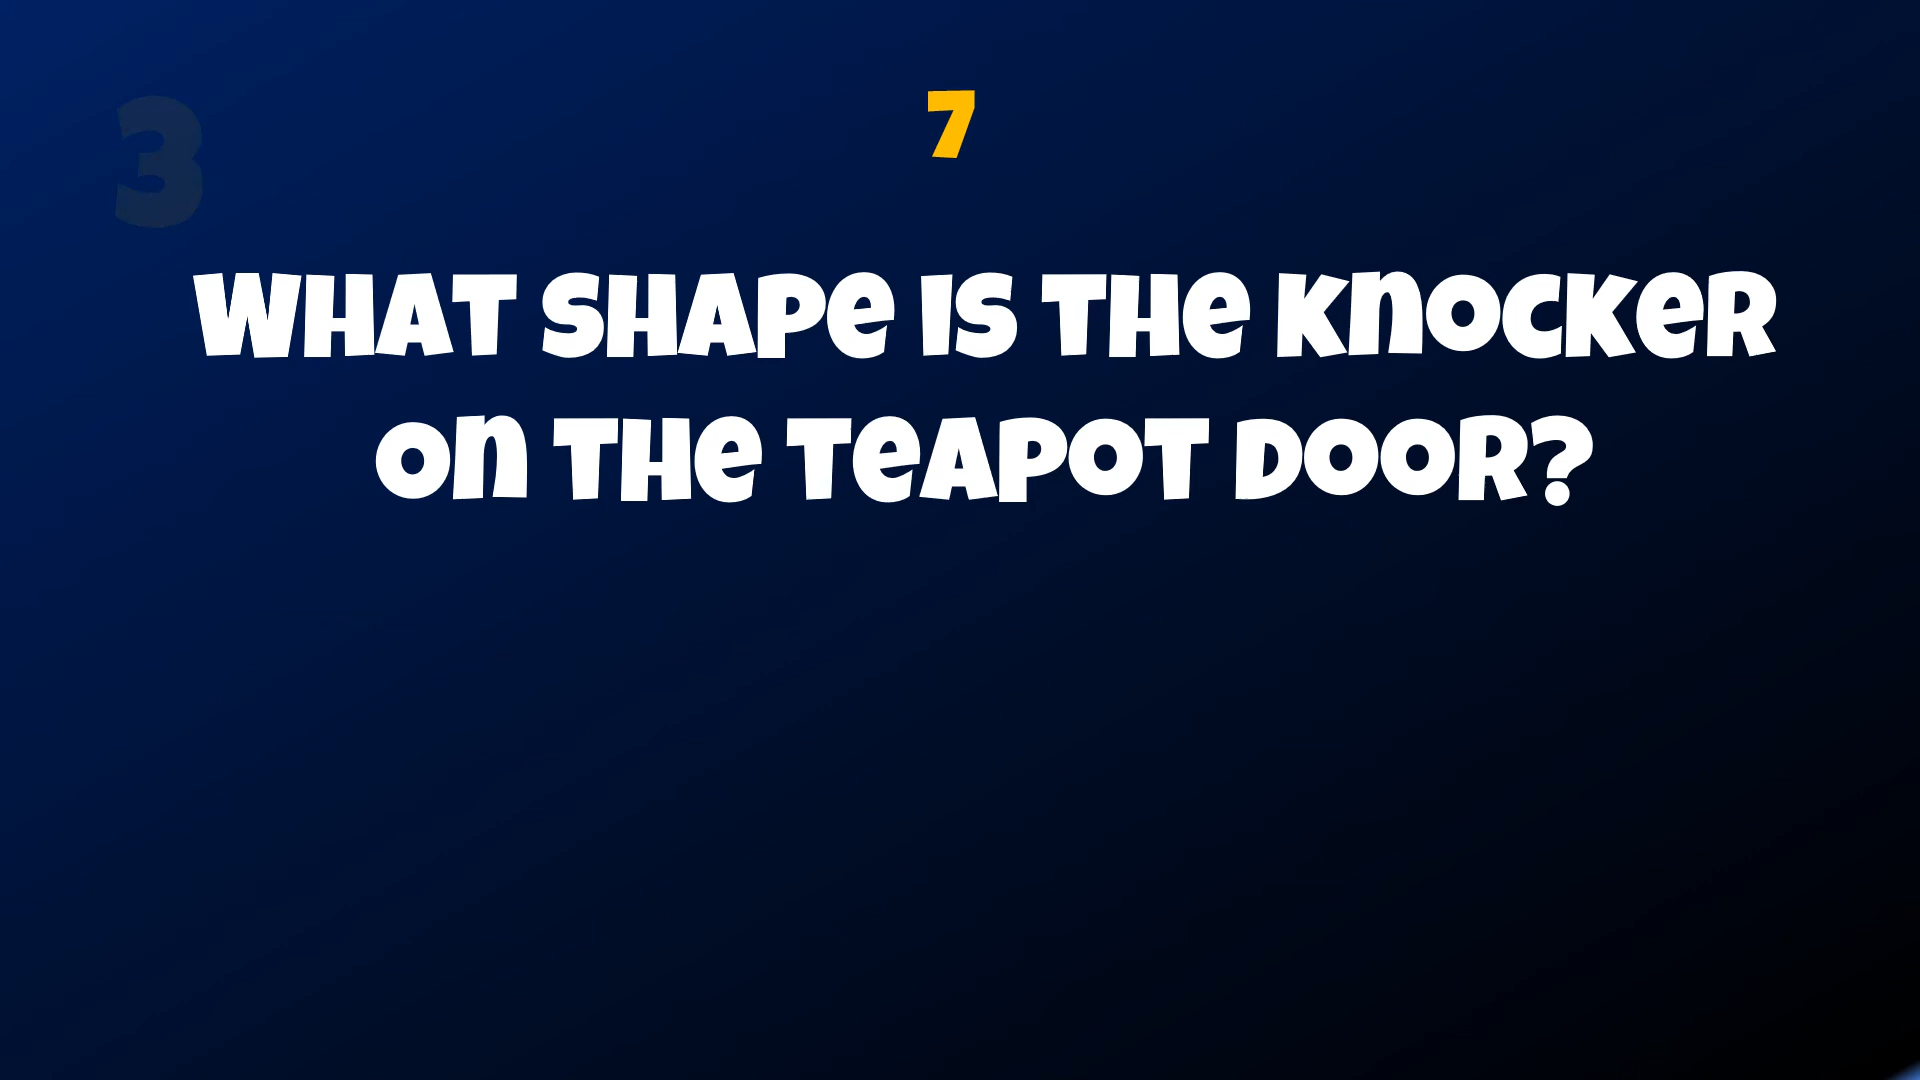 3
7
WHAT SHAPE IS THE KNOCKER
ON THE TEAPOT DOOR?